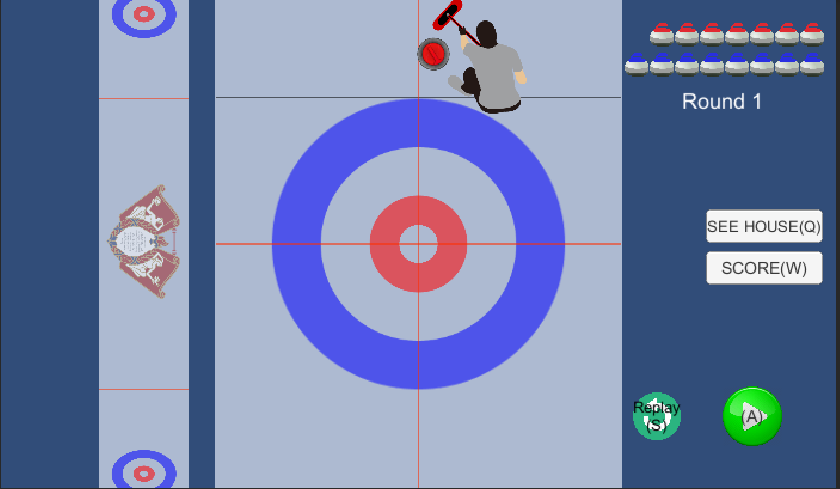 Round 1
SEE HOUSE(Q)
SCORE(W)
Replay
(S)
(A)